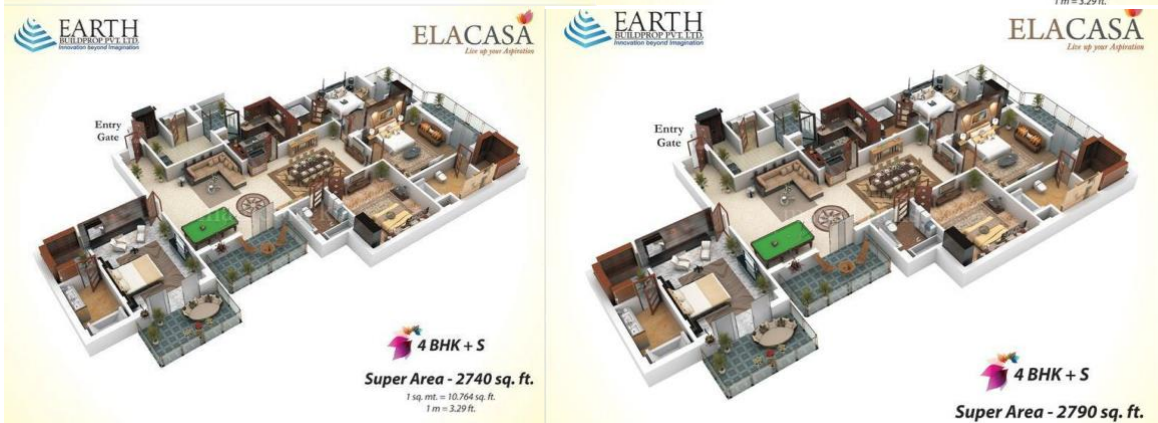 1 m = 3.29 ft.
EARTH
BUILDPROP PVT. LTD.
Innovation beyond Imagination
ELACASA
Live up your Aspiration
Entry
Gate
4 BHK + S
Super Area - 2740 sq. ft.
1 sq. mt. = 10.764 sq. ft.
1 m = 3.29 ft.
EARTH
BUILDPROP PVT. LTD.
Innovation beyond Imagination
ELACASA
Live up your Aspiration
Entry
Gate
4 BHK + S
Super Area - 2790 sq. ft.